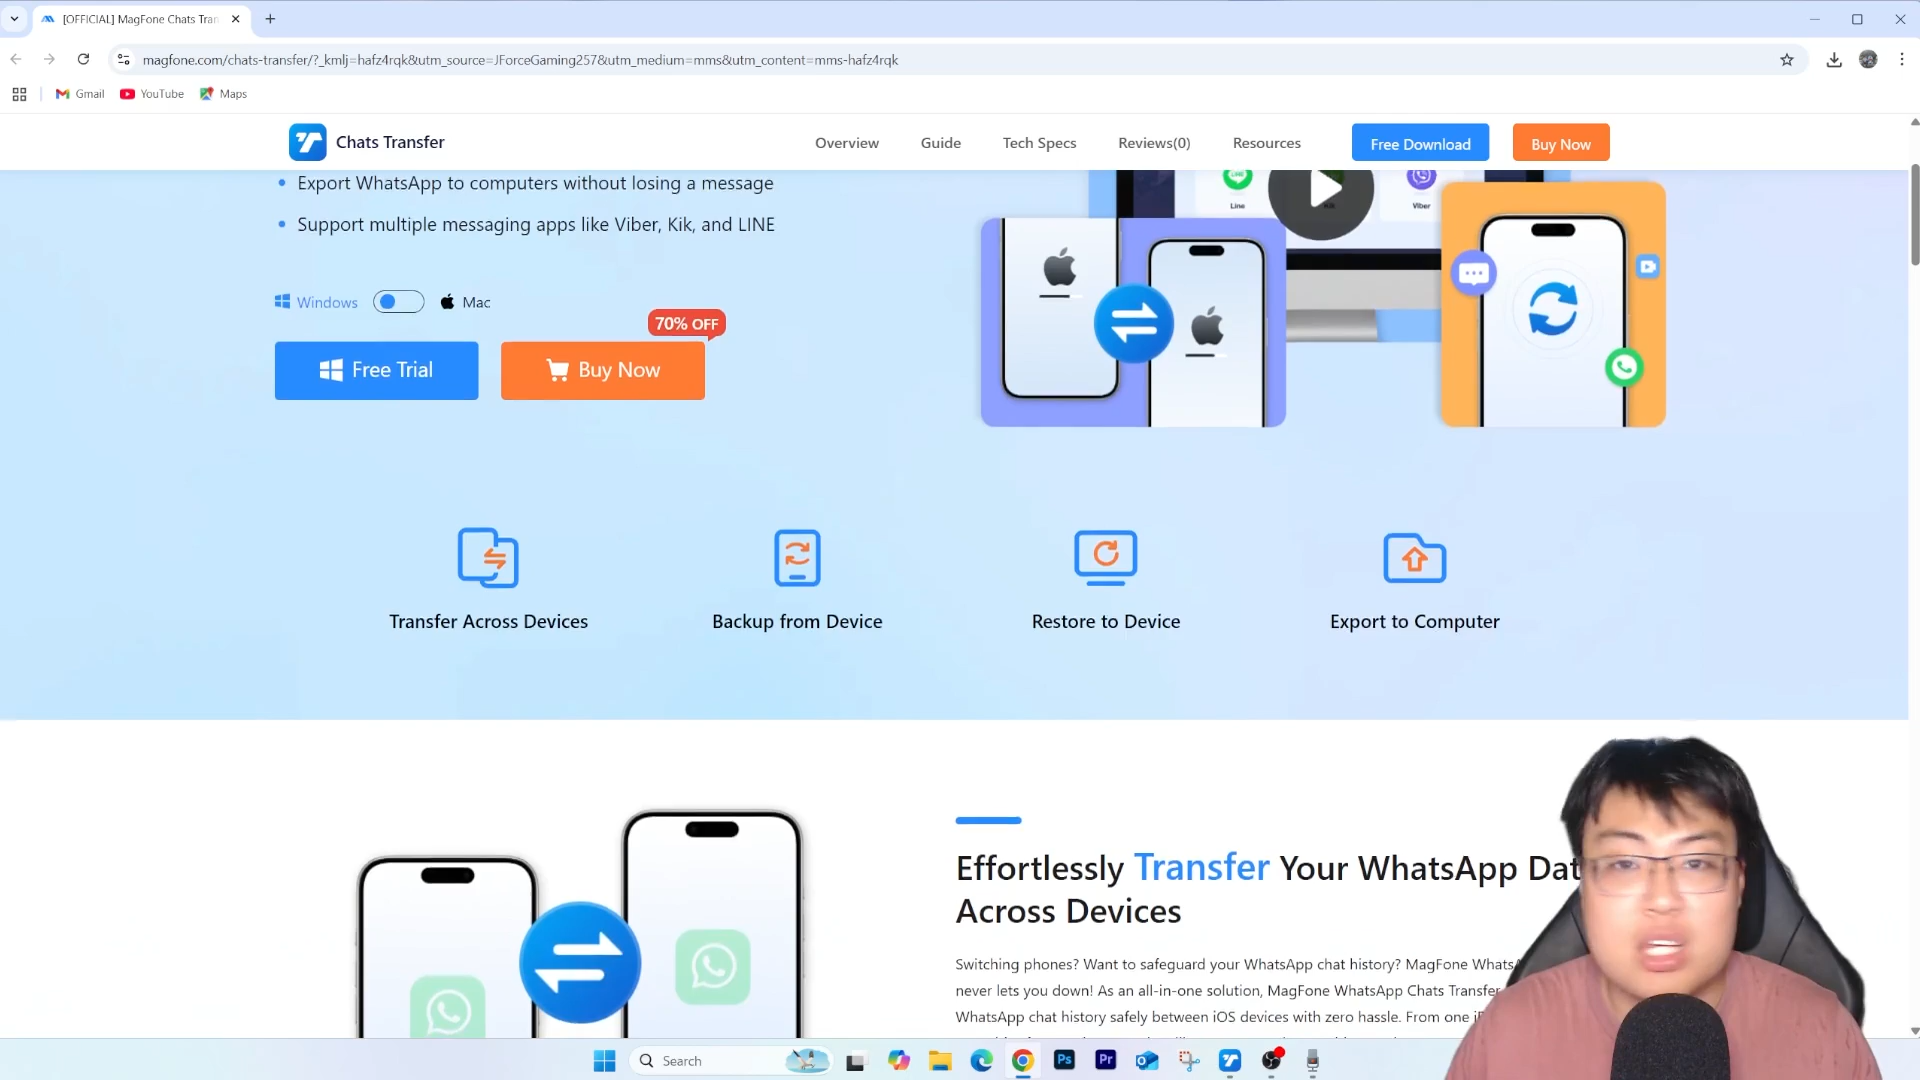 [OFFICIAL] MagFone Chats Tran
magfone.com/chats-transfer/?_kmlj=hafz4rqk&utm_source=JForceGaming257&utm_medium=mms&utm_content=mms-hafz4rqk
Gmail YouTube Maps
Chats Transfer Overview Guide Tech Specs Reviews(0) Resources Free Download Buy Now
Export WhatsApp to computers without losing a message
Line Viber
Support multiple messaging apps like Viber, Kik, and LINE
Windows Mac
70% OFF
Free Trial Buy Now
Transfer Across Devices Backup from Device Restore to Device Export to Computer
Effortlessly Transfer Your WhatsApp Dat
Across Devices
Switching phones? Want to safeguard your WhatsApp chat history? MagFone WhatsA
never lets you down! As an all-in-one solution, MagFone WhatsApp Chats Transfer
WhatsApp chat history safely between iOS devices with zero hassle. From one iP
Search
Ps Pr